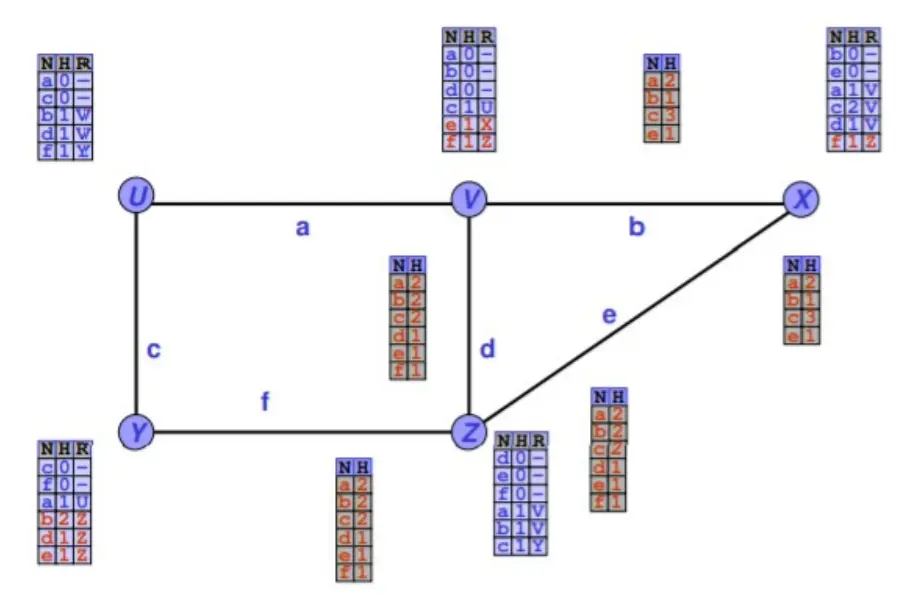 N H R
a 0 –
c 0 –
b 1 W
d 1 W
f 1 Y
N H R
a 0 –
b 0 –
d 0 –
c 1 U
e 1 X
f 1 Z
N H
a 2
b 1
c 3
e 1
N H R
b 0 –
e 0 –
a 1 V
c 2 V
d 1 V
f 1 Z
U
V
X
a
b
N H
a 2
b 2
c 2
d 1
e 1
f 1
N H
a 2
b 1
c 3
e 1
c
d
e
f
Y
Z
N H R
c 0 –
f 0 –
a 1 U
b 2 Z
d 1 Z
e 1 Z
N H
a 2
b 2
c 2
d 1
e 1
f 1
N H R
d 0 –
e 0 –
f 0 –
a 1 V
b 1 V
c 1 Y
N H
a 2
b 2
c 2
d 1
e 1
f 1